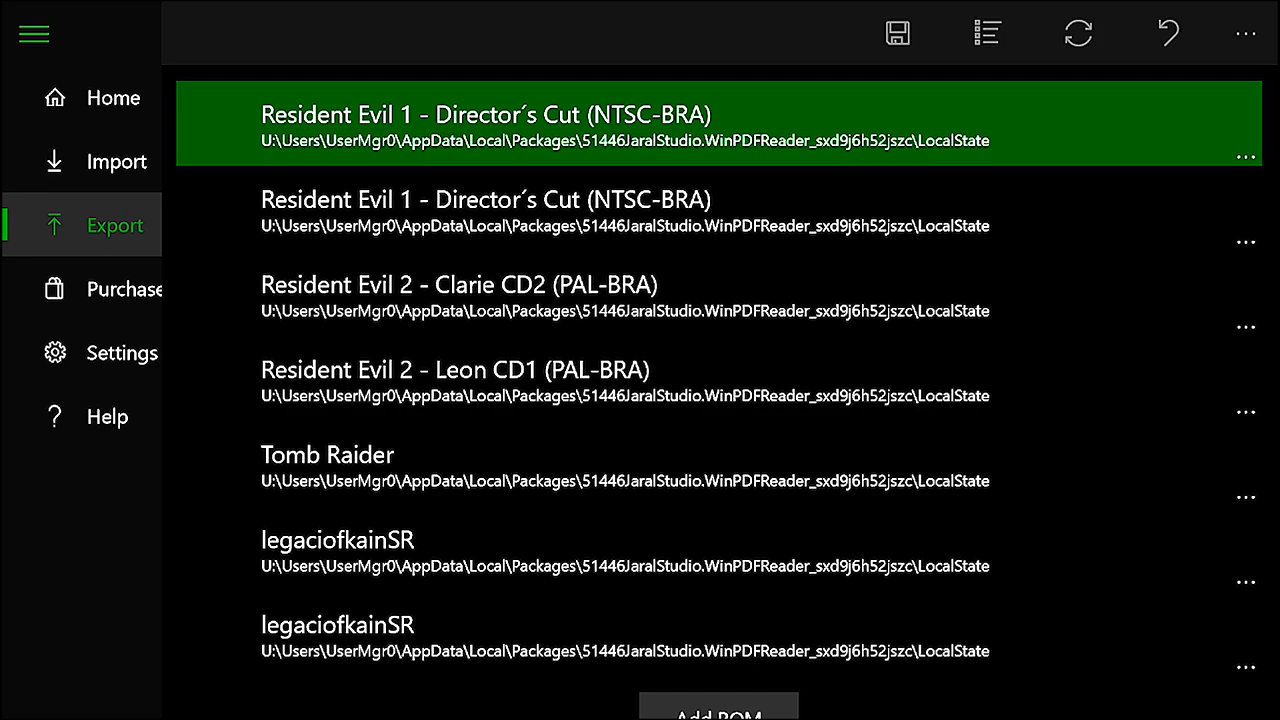 Home
Import
Export
Purchase
Settings
Help
Resident Evil 1 - Director´s Cut (NTSC-BRA)
U:\Users\UserMgr0\AppData\Local\Packages\51446JaralStudio.WinPDFReader_sxd9j6h52jszc\LocalState
Resident Evil 1 - Director´s Cut (NTSC-BRA)
U:\Users\UserMgr0\AppData\Local\Packages\51446JaralStudio.WinPDFReader_sxd9j6h52jszc\LocalState
Resident Evil 2 - Clarie CD2 (PAL-BRA)
U:\Users\UserMgr0\AppData\Local\Packages\51446JaralStudio.WinPDFReader_sxd9j6h52jszc\LocalState
Resident Evil 2 - Leon CD1 (PAL-BRA)
U:\Users\UserMgr0\AppData\Local\Packages\51446JaralStudio.WinPDFReader_sxd9j6h52jszc\LocalState
Tomb Raider
U:\Users\UserMgr0\AppData\Local\Packages\51446JaralStudio.WinPDFReader_sxd9j6h52jszc\LocalState
legaciofkainSR
U:\Users\UserMgr0\AppData\Local\Packages\51446JaralStudio.WinPDFReader_sxd9j6h52jszc\LocalState
legaciofkainSR
U:\Users\UserMgr0\AppData\Local\Packages\51446JaralStudio.WinPDFReader_sxd9j6h52jszc\LocalState
Add ROM